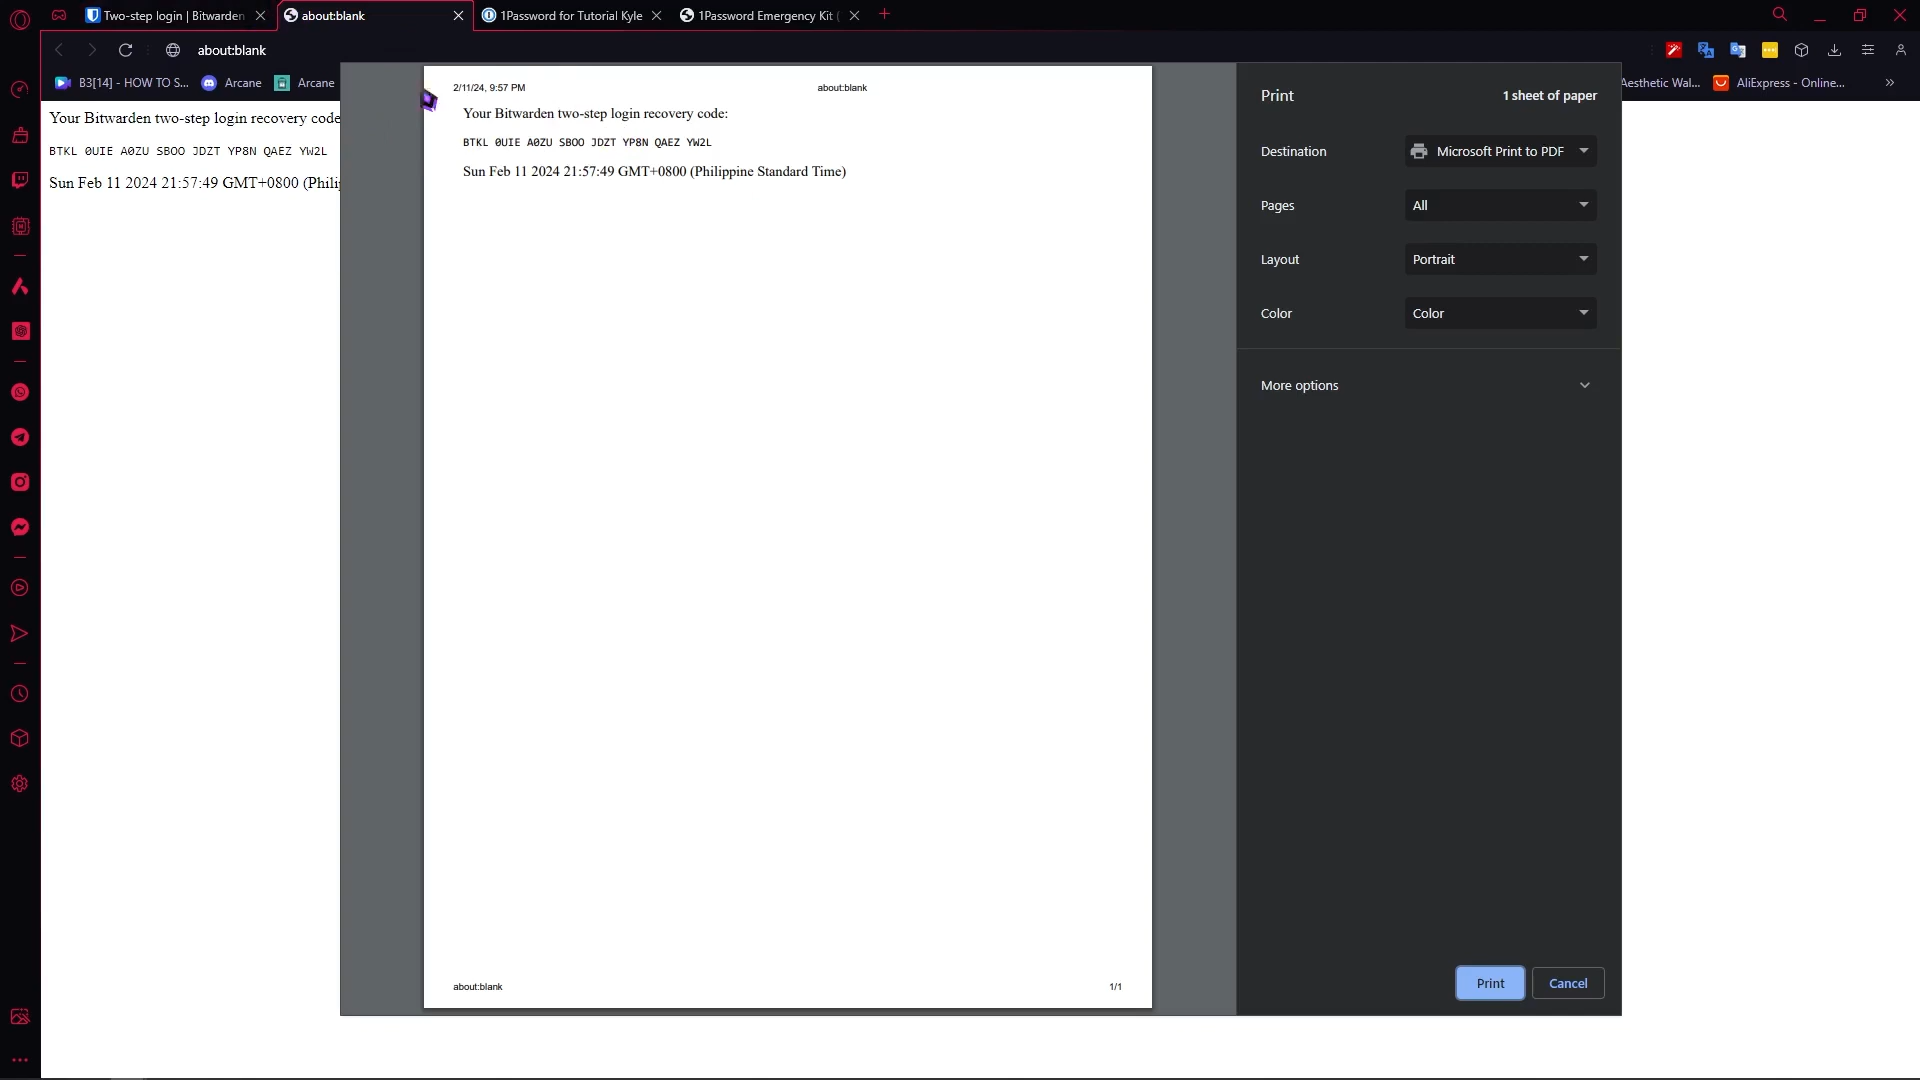 Two-step login | Bitwarden
about:blank
1Password for Tutorial Kyle
1Password Emergency Kit (
about:blank
B3[14] - HOW TO S...
Arcane
Arcane
Aesthetic Wal...
AliExpress - Online...
Your Bitwarden two-step login recovery code
BTKL 0UIE A0ZU SBOO JDZT YP8N QAEZ YW2L
Sun Feb 11 2024 21:57:49 GMT+0800 (Phili
2/11/24, 9:57 PM
about:blank
Your Bitwarden two-step login recovery code:
BTKL 0UIE A0ZU SBOO JDZT YP8N QAEZ YW2L
Sun Feb 11 2024 21:57:49 GMT+0800 (Philippine Standard Time)
about:blank
1/1
Print
1 sheet of paper
Destination
Microsoft Print to PDF
Pages
All
Layout
Portrait
Color
Color
More options
Print
Cancel